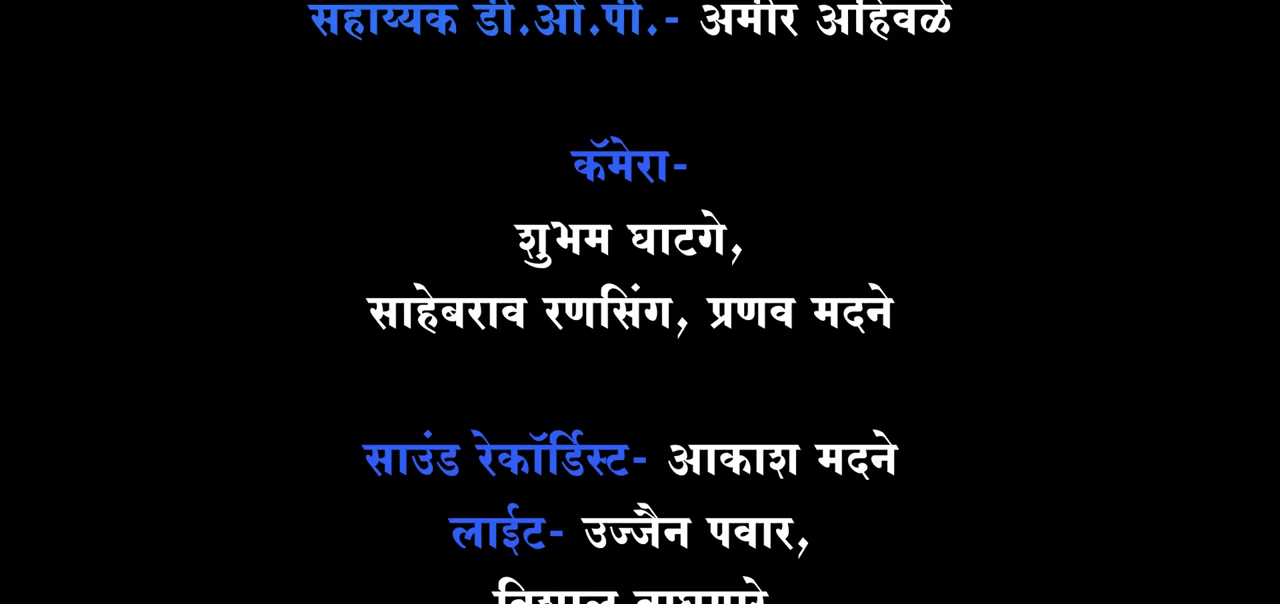 सहाय्यक डी.ओ.पी.- अमीर अहिवळे
कॅमेरा-
शुभम घाटगे,
साहेबराव रणसिंग, प्रणव मदने
साउंड रेकॉर्डिस्ट- आकाश मदने
लाईट- उज्जैन पवार,